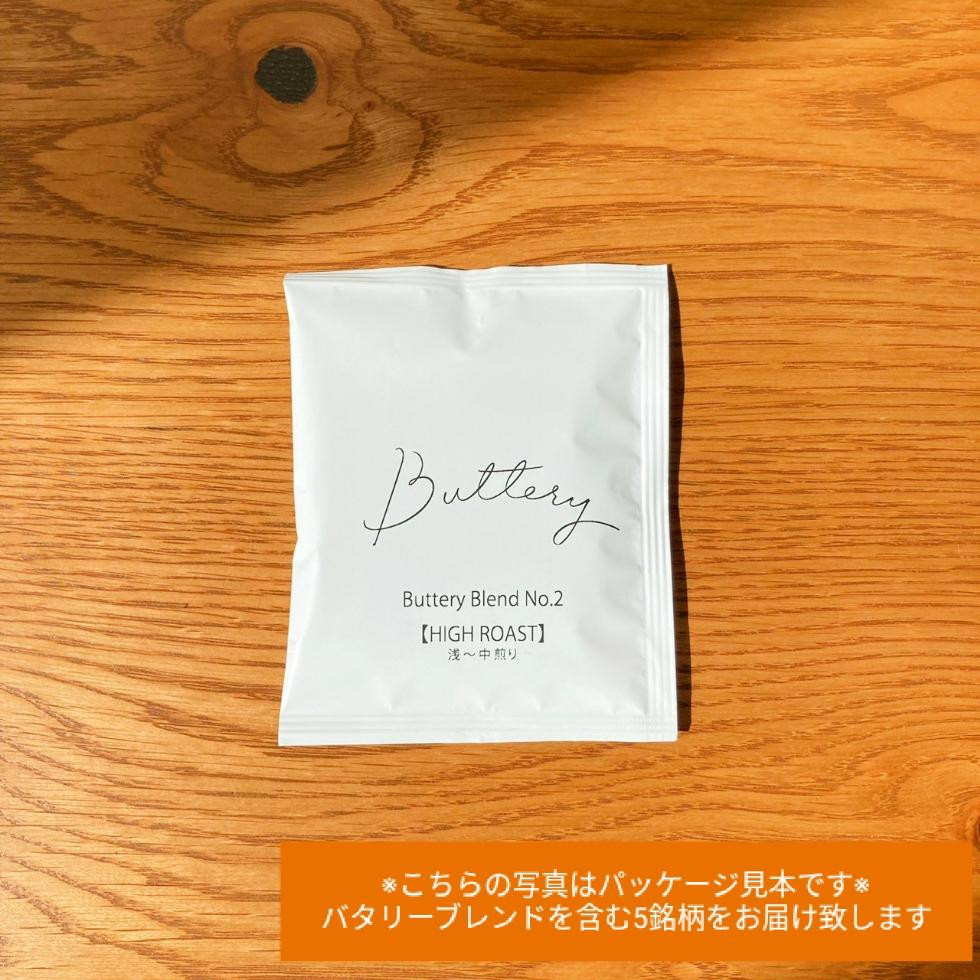 Buttery
Buttery Blend No.2
【HIGH ROAST】
浅～中煎り
※こちらの写真はパッケージ見本です※
バタリーブレンドを含む5銘柄をお届け致します